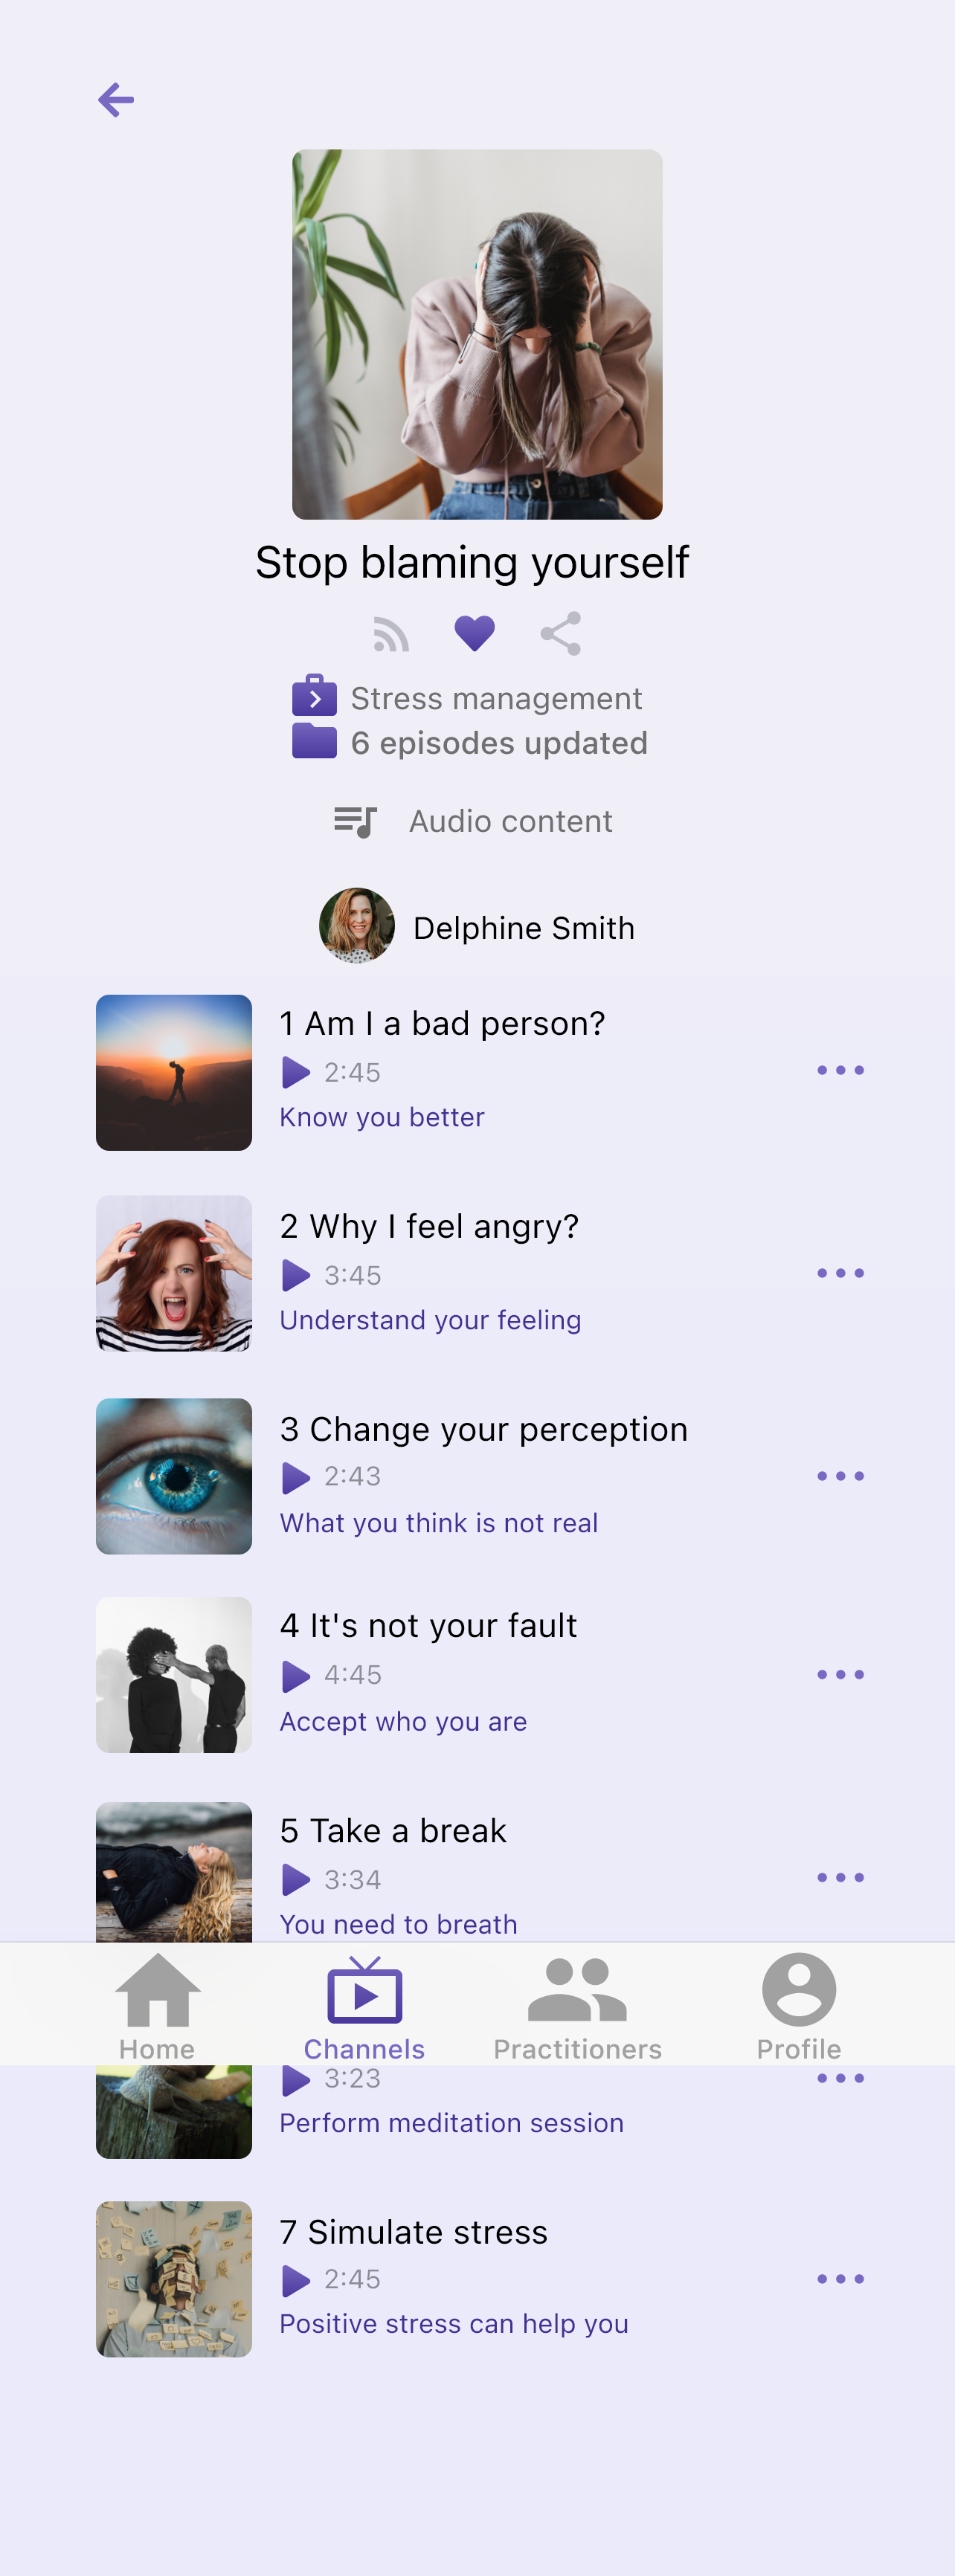 Stop blaming yourself
Stress management
6 episodes updated
Audio content
Delphine Smith
1 Am I a bad person?
2:45
Know you better
2 Why I feel angry?
3:45
Understand your feeling
3 Change your perception
2:43
What you think is not real
4 It's not your fault
4:45
Accept who you are
5 Take a break
3:34
You need to breath
Home
Channels
Practitioners
Profile
3:23
Perform meditation session
7 Simulate stress
2:45
Positive stress can help you